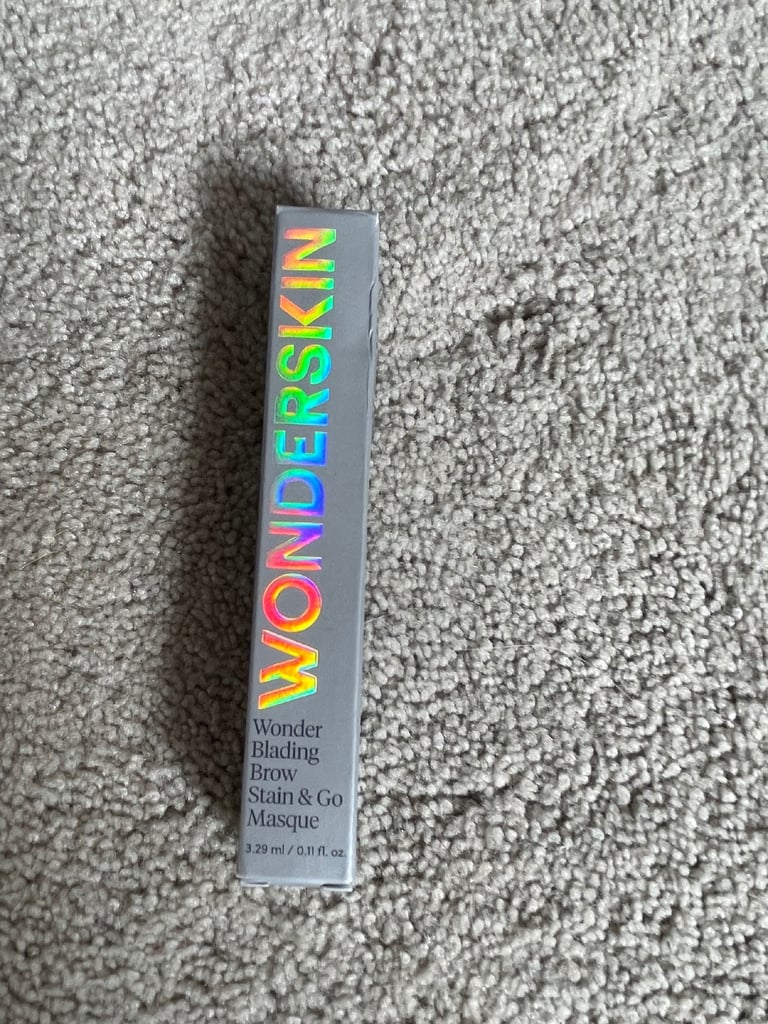 WONDERSKIN
Wonder
Blading
Brow
Stain & Go
Masque
3.29 ml / 0.11 fl. oz.